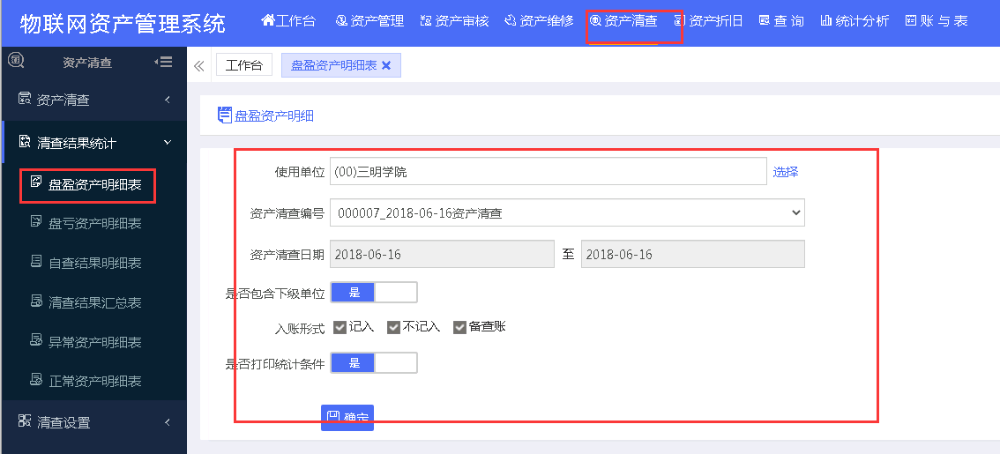 物联网资产管理系统
工作台 资产管理 资产审核 资产维修 资产清查 资产折旧 查 询 统计分析 账 与 表
资产清查
资产清查
清查结果统计
盘盈资产明细表
盘亏资产明细表
自查结果明细表
清查结果汇总表
异常资产明细表
正常资产明细表
清查设置
工作台 盘盈资产明细表
盘盈资产明细
使用单位 (00)三明学院 选择
资产清查编号 000007_2018-06-16资产清查
资产清查日期 2018-06-16 至 2018-06-16
是否包含下级单位 是
入账形式 记入 不记入 备查账
是否打印统计条件 是
确定